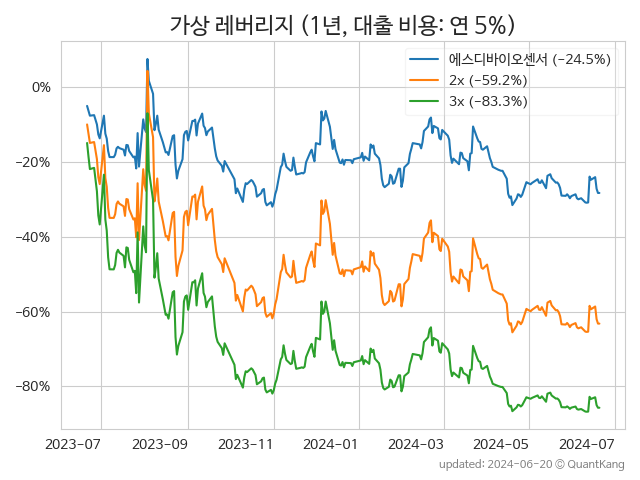 가상 레버리지 (1년, 대출 비용: 연 5%)
에스디바이오센서 (−24.5%)
2x (−59.2%)
3x (−83.3%)
0%
−20%
−40%
−60%
−80%
2023−07 2023−09 2023−11 2024−01 2024−03 2024−05 2024−07
updated: 2024-06-20 © QuantKang